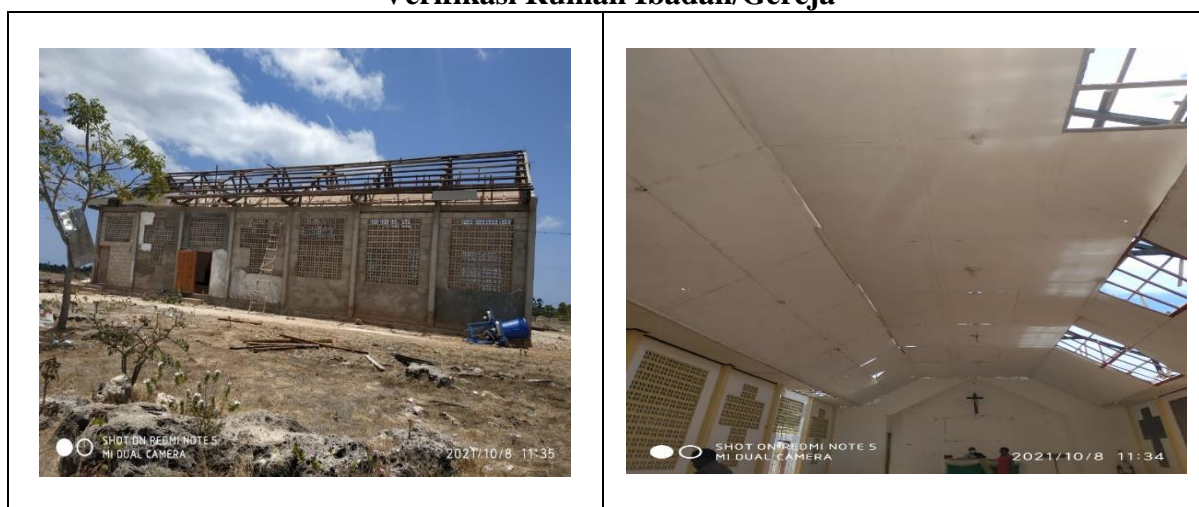 Verifikasi Rumah Ibadah/Gereja
SHOT ON REDMI NOTE 5
MI DUAL CAMERA
2021/10/8 11:35
SHOT ON REDMI NOTE 5
MI DUAL CAMERA
2021/10/8 11:34